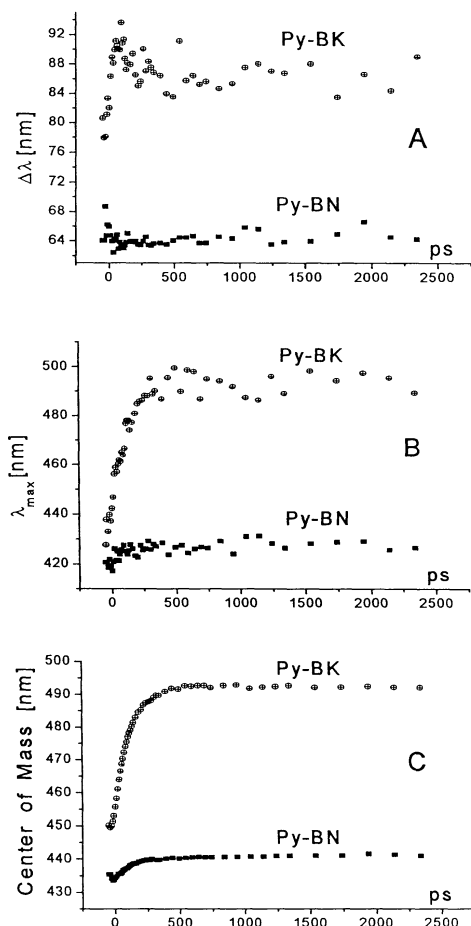 92
88
84
80
76
72
68
64
Δλ [nm]
Py-BK
A
Py-BN
ps
0 500 1000 1500 2000 2500
500
480
460
440
420
λmax [nm]
Py-BK
B
Py-BN
ps
0 500 1000 1500 2000 2500
500
490
480
470
460
450
440
430
Center of Mass [nm]
Py-BK
C
Py-BN
ps
0 500 1000 1500 2000 2500